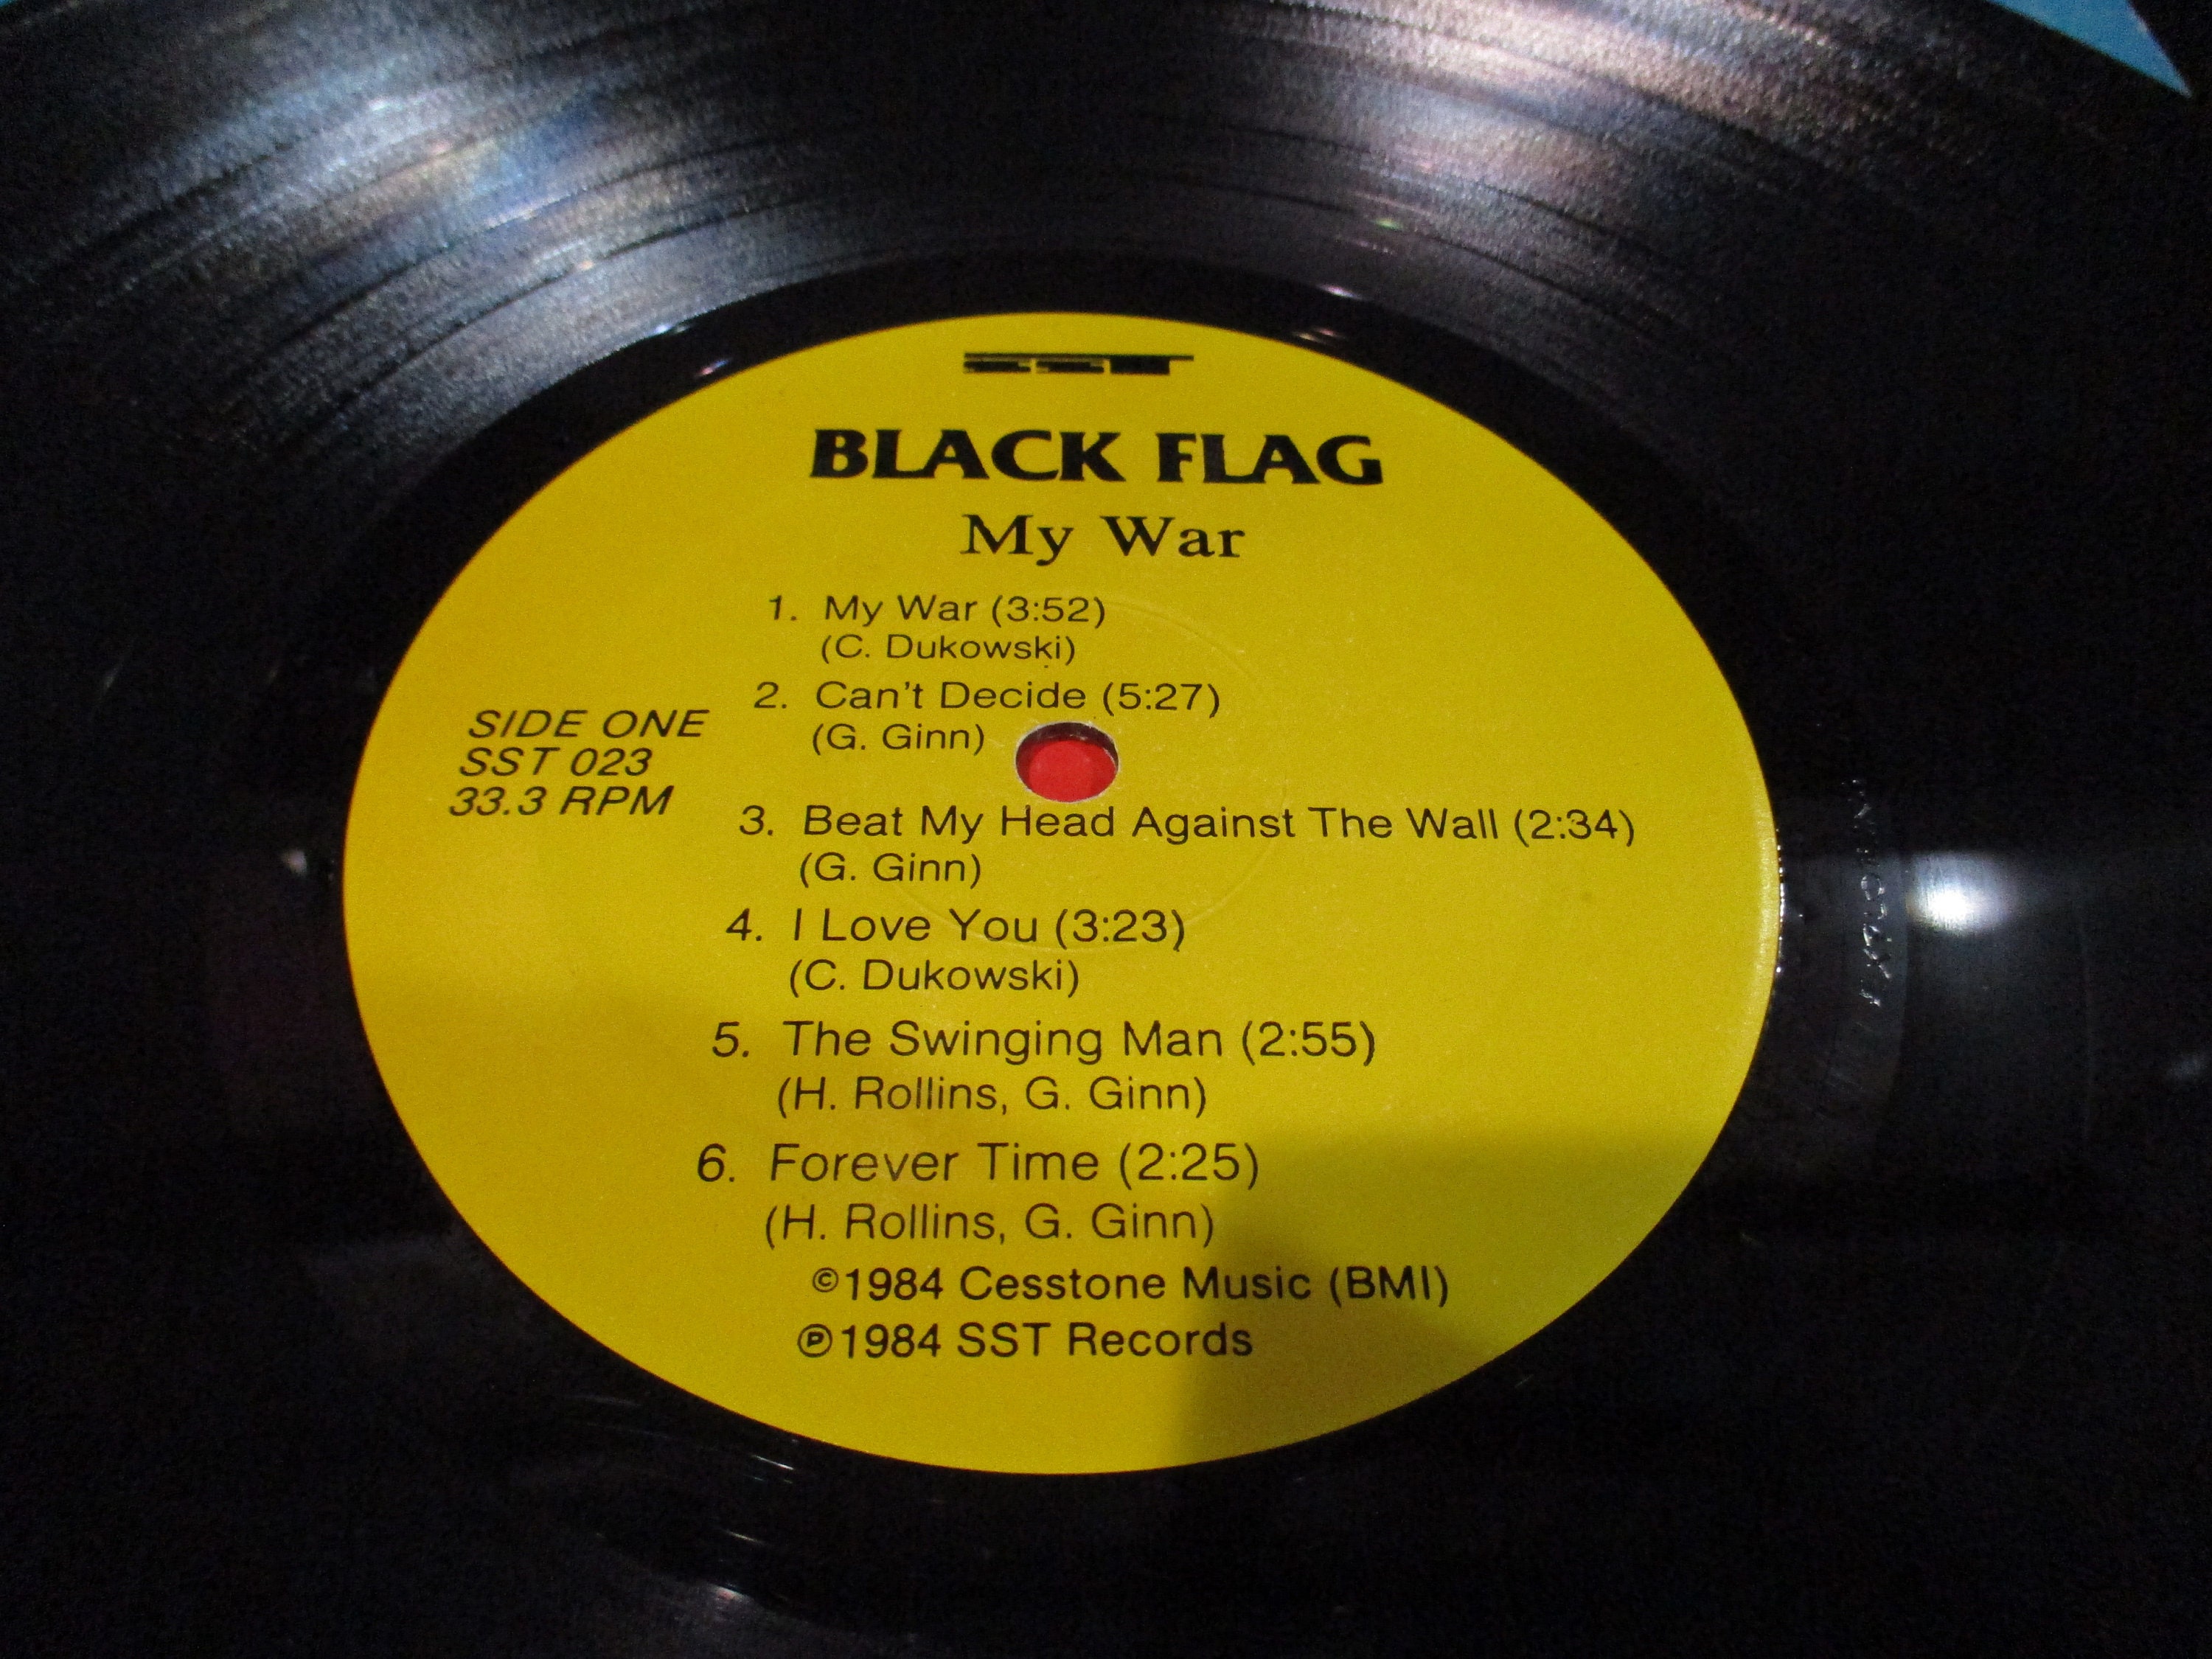 SST
BLACK FLAG
My War
1. My War (3:52)
(C. Dukowski)
2. Can't Decide (5:27)
(G. Ginn)
SIDE ONE
SST 023
33.3 RPM
3. Beat My Head Against The Wall (2:34)
(G. Ginn)
4. I Love You (3:23)
(C. Dukowski)
5. The Swinging Man (2:55)
(H. Rollins, G. Ginn)
6. Forever Time (2:25)
(H. Rollins, G. Ginn)
©1984 Cesstone Music (BMI)
℗1984 SST Records